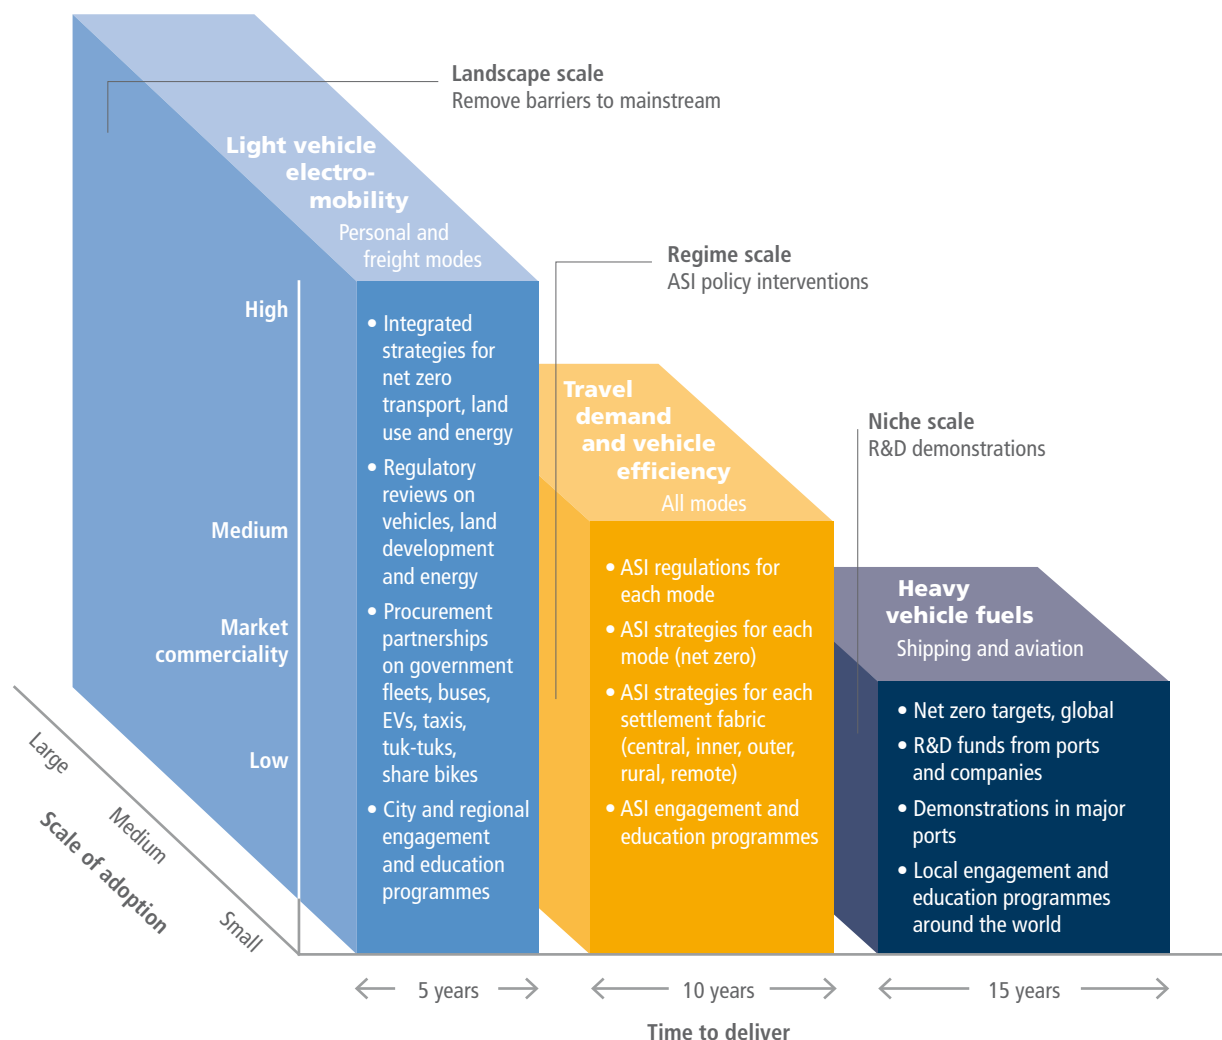 Landscape scale
Remove barriers to mainstream
Light vehicle
electro-
mobility
Personal and
freight modes
Regime scale
ASI policy interventions
Niche scale
R&D demonstrations
High
Medium
Market
commerciality
Low
• Integrated
strategies for
net zero
transport, land
use and energy
• Regulatory
reviews on
vehicles, land
development
and energy
• Procurement
partnerships
on government
fleets, buses,
EVs, taxis,
tuk-tuks,
share bikes
• City and regional
engagement
and education
programmes
Travel
demand
and vehicle
efficiency
All modes
• ASI regulations for
each mode
• ASI strategies for each
mode (net zero)
• ASI strategies for each
settlement fabric
(central, inner, outer,
rural, remote)
• ASI engagement and
education programmes
Heavy
vehicle fuels
Shipping and aviation
• Net zero targets, global
• R&D funds from ports
and companies
• Demonstrations in major
ports
• Local engagement and
education programmes
around the world
Large
Medium
Small
Scale of adoption
5 years
10 years
15 years
Time to deliver